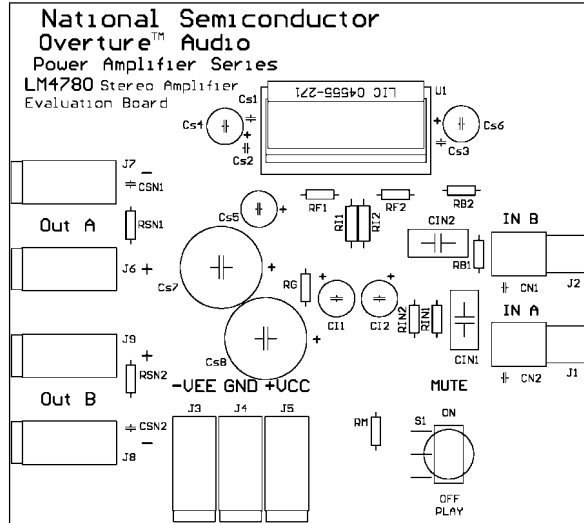 National Semiconductor
Overture™ Audio
Power Amplifier Series
LM4780 Stereo Amplifier
Evaluation Board
LIC 04555-271
U1
Cs1
Cs4
+
Cs2
+
Cs6
Cs3
J7
-
CSN1
RSN1
Out A
J6
+
Cs5
+
RF1
RI1
RI2
RF2
RB2
CIN2
RB1
IN B
J2
CN1
Cs7
+
RG
+
CI1
+
CI2
RIN2
RIN1
CIN1
IN A
J1
CN2
J9
+
RSN2
Out B
CSN2
-
J8
Cs8
+
-VEE GND +VCC
J3
J4
J5
MUTE
RM
S1
ON
OFF
PLAY